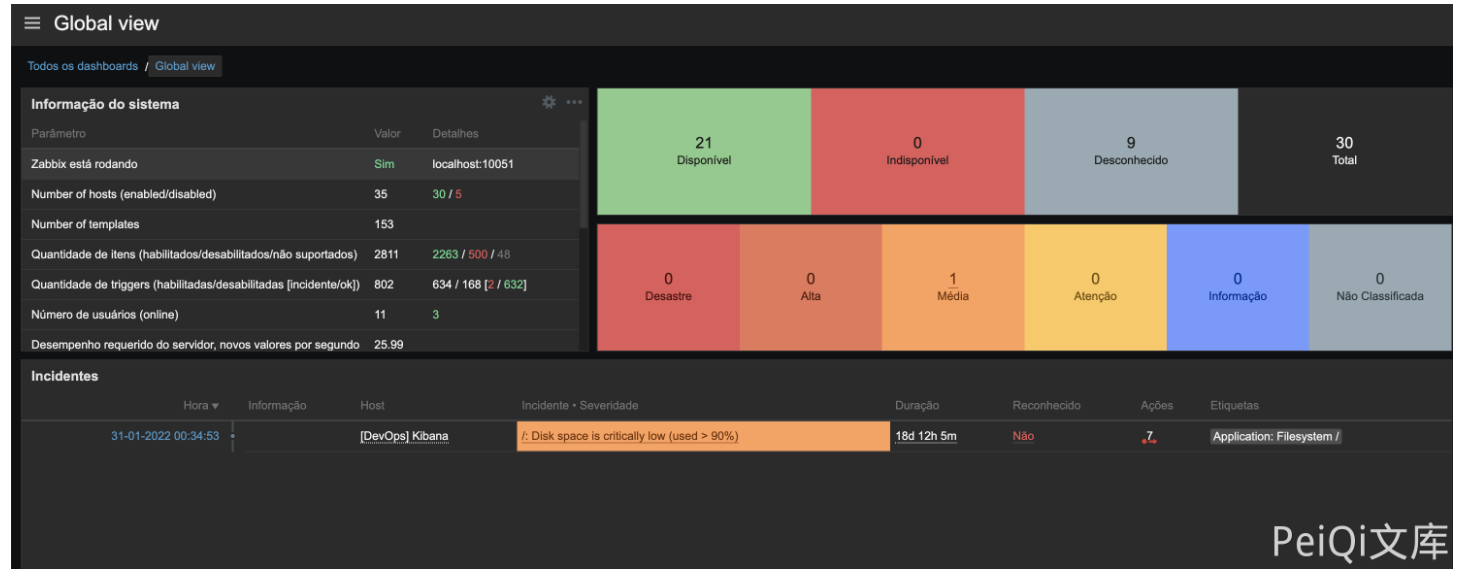 Global view
Todos os dashboards / Global view
Informação do sistema
Parâmetro Valor Detalhes
Zabbix está rodando Sim localhost:10051
Number of hosts (enabled/disabled) 35 30 / 5
Number of templates 153
Quantidade de itens (habilitados/desabilitados/não suportados) 2811 2263 / 500 / 48
Quantidade de triggers (habilitadas/desabilitadas [incidente/ok]) 802 634 / 168 [2 / 632]
Número de usuários (online) 11 3
Desempenho requerido do servidor, novos valores por segundo 25.99
21 0 9 30
Disponível Indisponível Desconhecido Total
0 0 1 0 0 0
Desastre Alta Média Atenção Informação Não Classificada
Incidentes
Hora Informação Host Incidente • Severidade Duração Reconhecido Ações Etiquetas
31-01-2022 00:34:53 [DevOps] Kibana /: Disk space is critically low (used > 90%) 18d 12h 5m Não 7 Application: Filesystem /
PeiQi文库